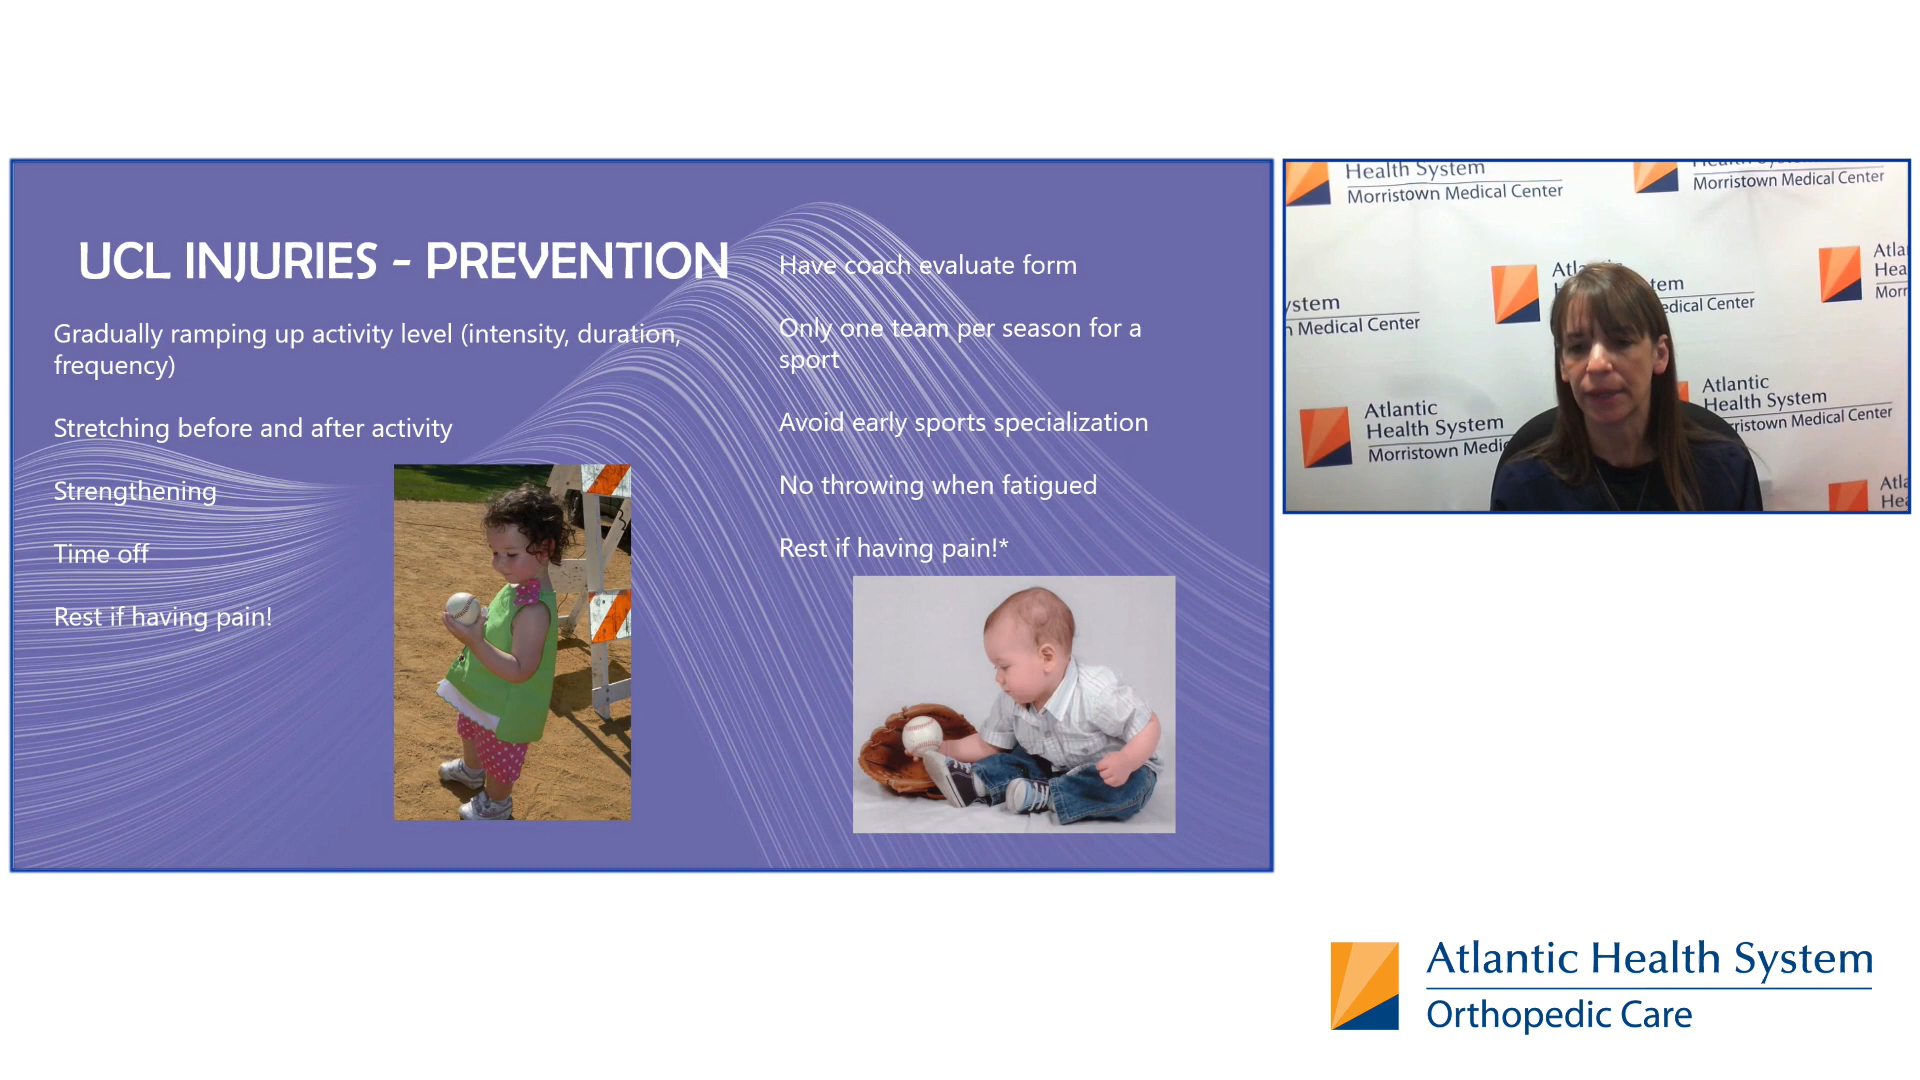 UCL INJURIES - PREVENTION
Gradually ramping up activity level (intensity, duration,
frequency)
Stretching before and after activity
Strengthening
Time off
Rest if having pain!
Have coach evaluate form
Only one team per season for a
sport
Avoid early sports specialization
No throwing when fatigued
Rest if having pain!*
Health System
Morristown Medical Center
Morristown Medical Center
Medical Center
Atlantic
Health System
Atlantic
Health System
Atlantic Health System
Orthopedic Care